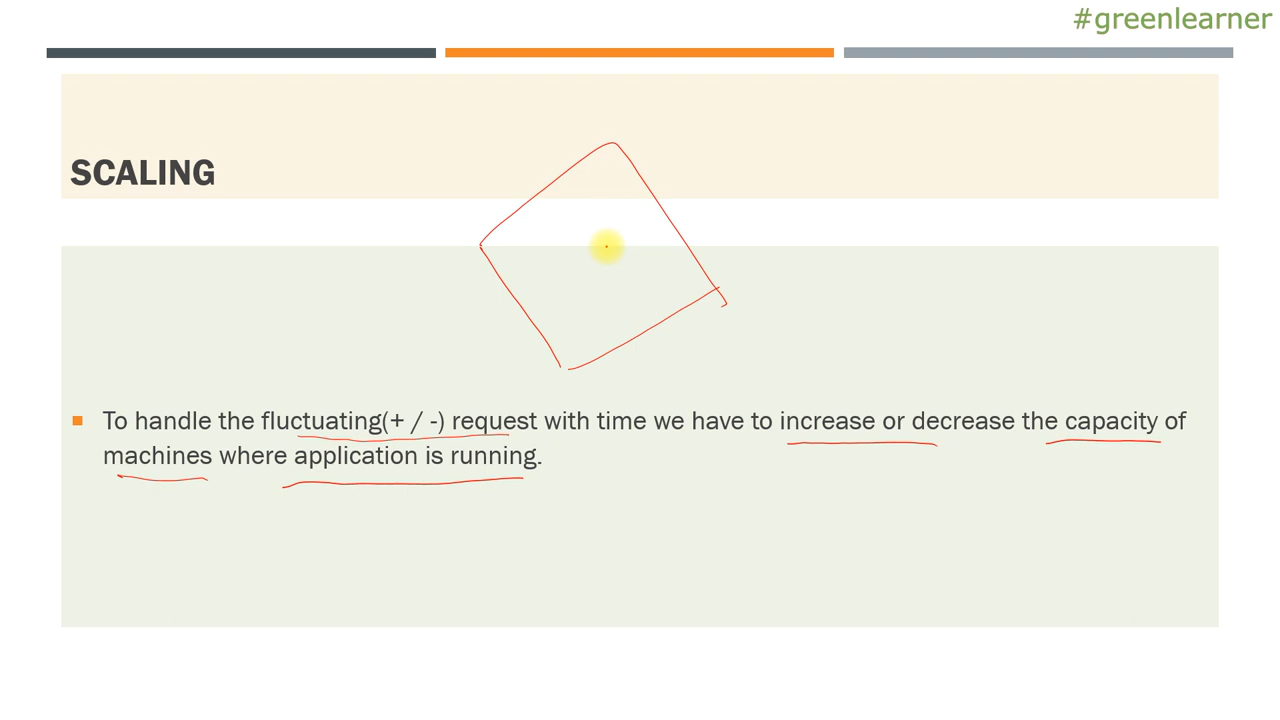 #greenlearner
SCALING
To handle the fluctuating(+ / -) request with time we have to increase or decrease the capacity of
machines where application is running.